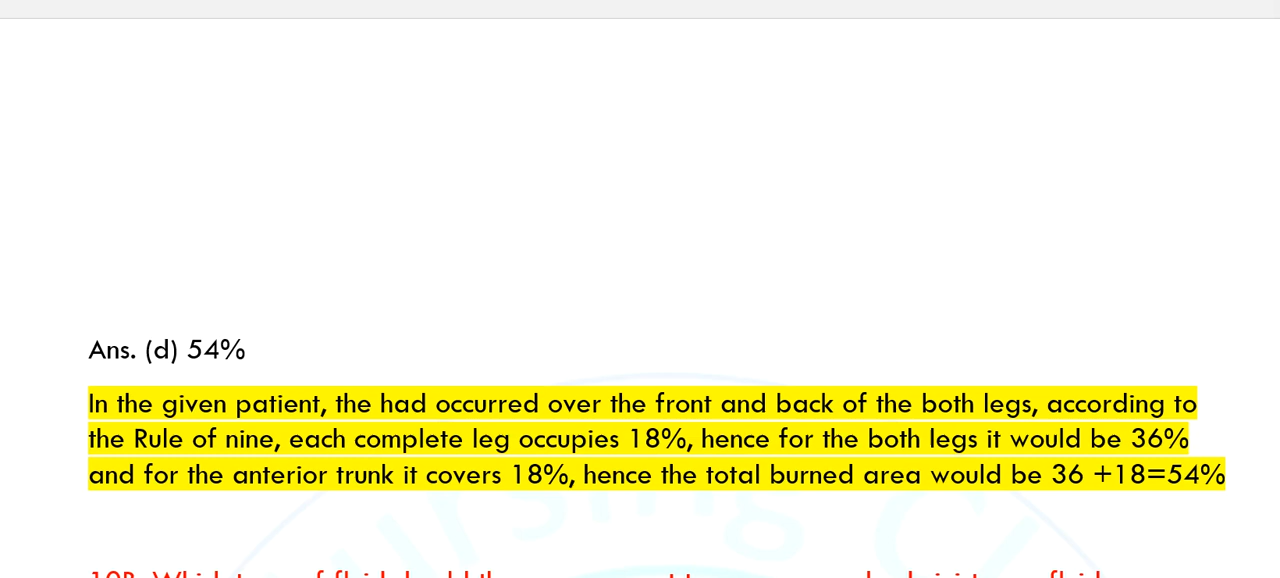 Ans. (d) 54%
In the given patient, the had occurred over the front and back of the both legs, according to
the Rule of nine, each complete leg occupies 18%, hence for the both legs it would be 36%
and for the anterior trunk it covers 18%, hence the total burned area would be 36 +18=54%